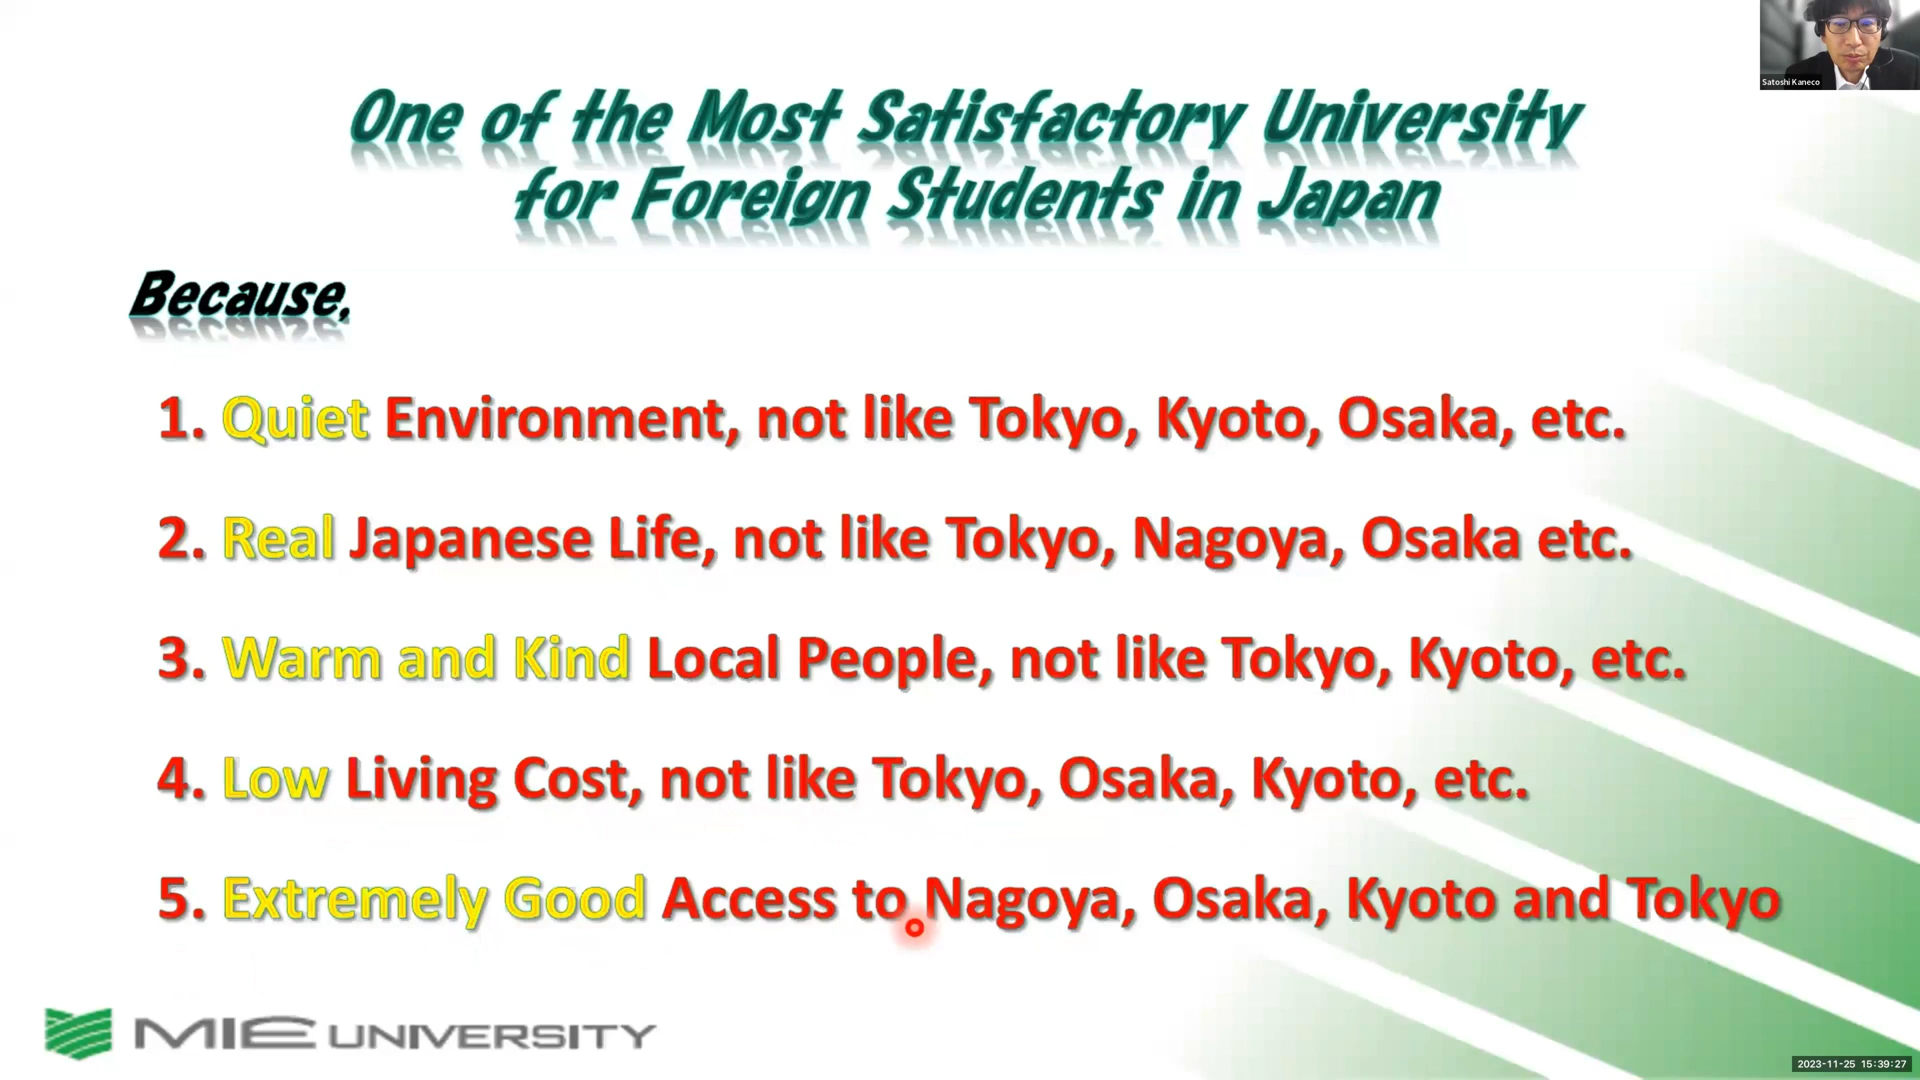 Satoshi Kaneco
One of the Most Satisfactory University
for Foreign Students in Japan
Because,
1. Quiet Environment, not like Tokyo, Kyoto, Osaka, etc.
2. Real Japanese Life, not like Tokyo, Nagoya, Osaka etc.
3. Warm and Kind Local People, not like Tokyo, Kyoto, etc.
4. Low Living Cost, not like Tokyo, Osaka, Kyoto, etc.
5. Extremely Good Access to Nagoya, Osaka, Kyoto and Tokyo
MIE UNIVERSITY
2023-11-25 15:39:27